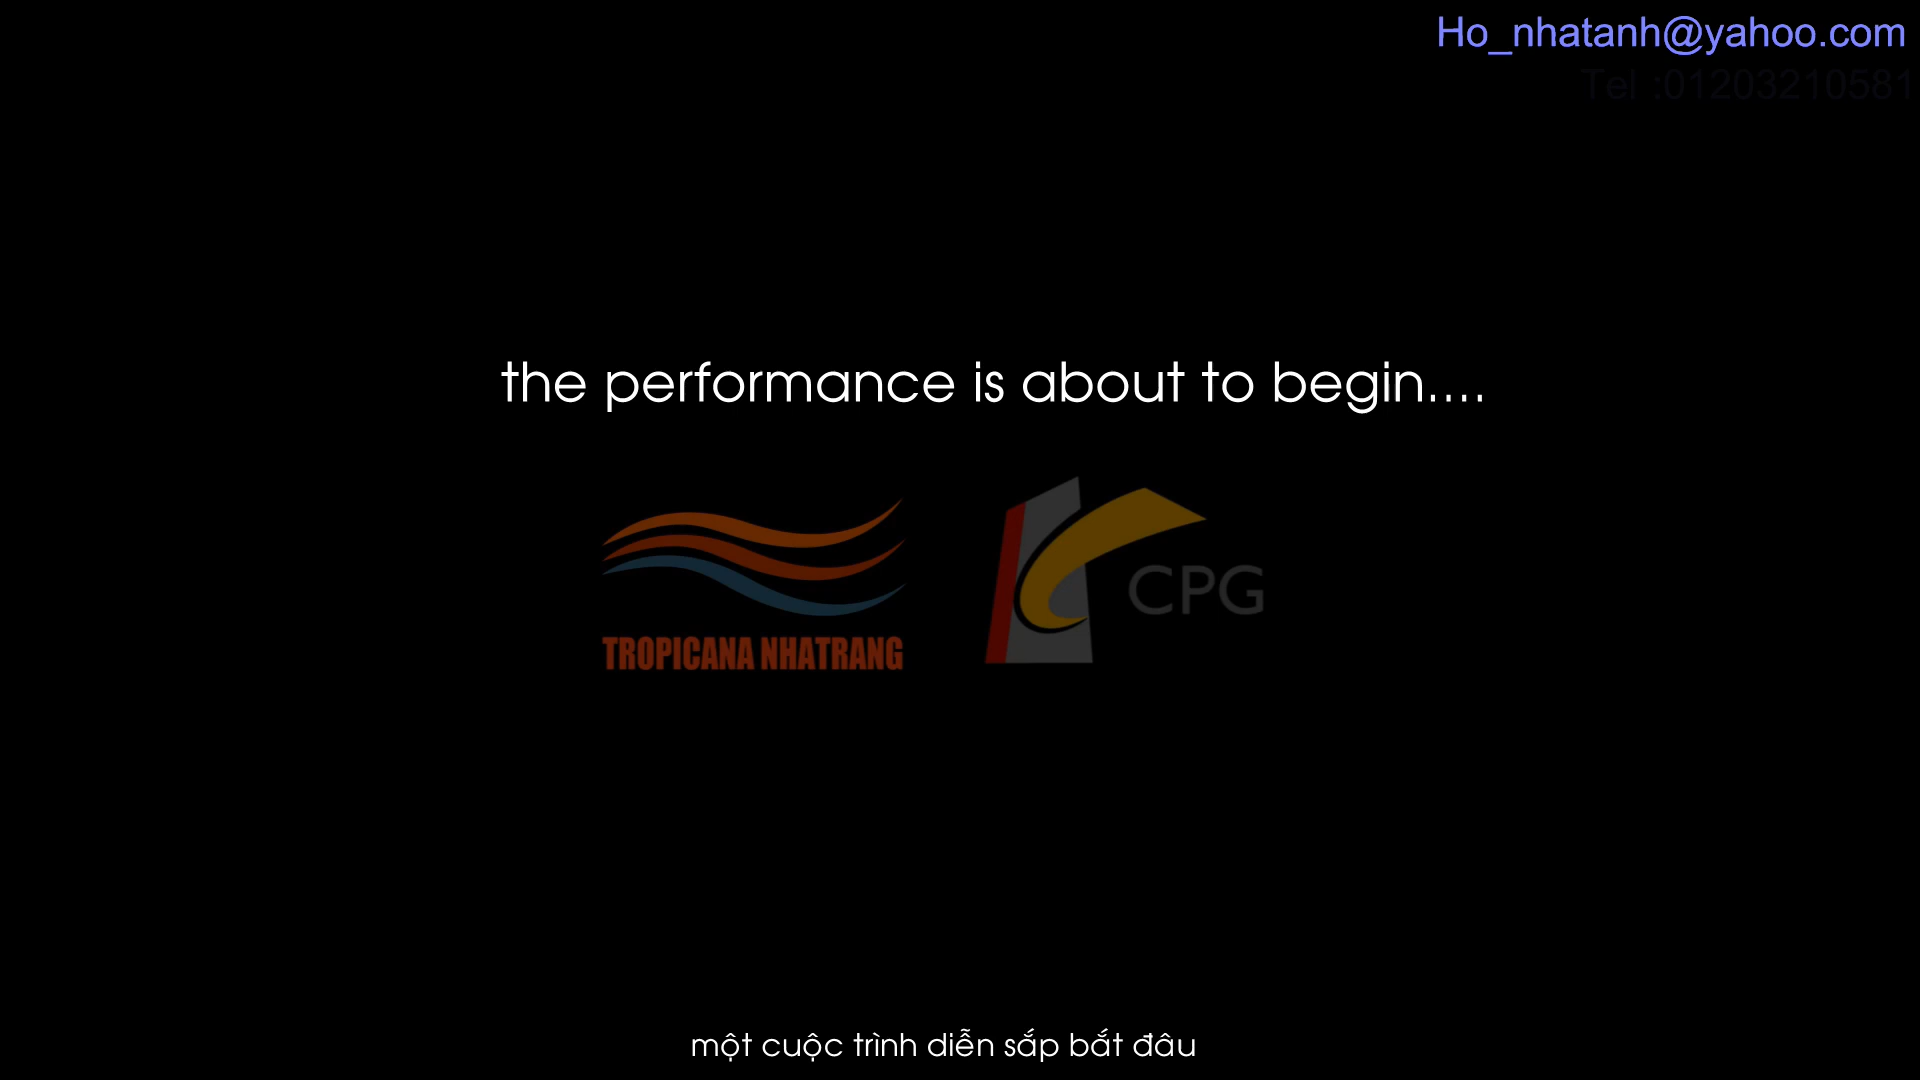 Ho_nhatanh@yahoo.com
Tel :01203210581
the performance is about to begin....
TROPICANA NHATRANG
CPG
một cuộc trình diễn sắp bắt đâu